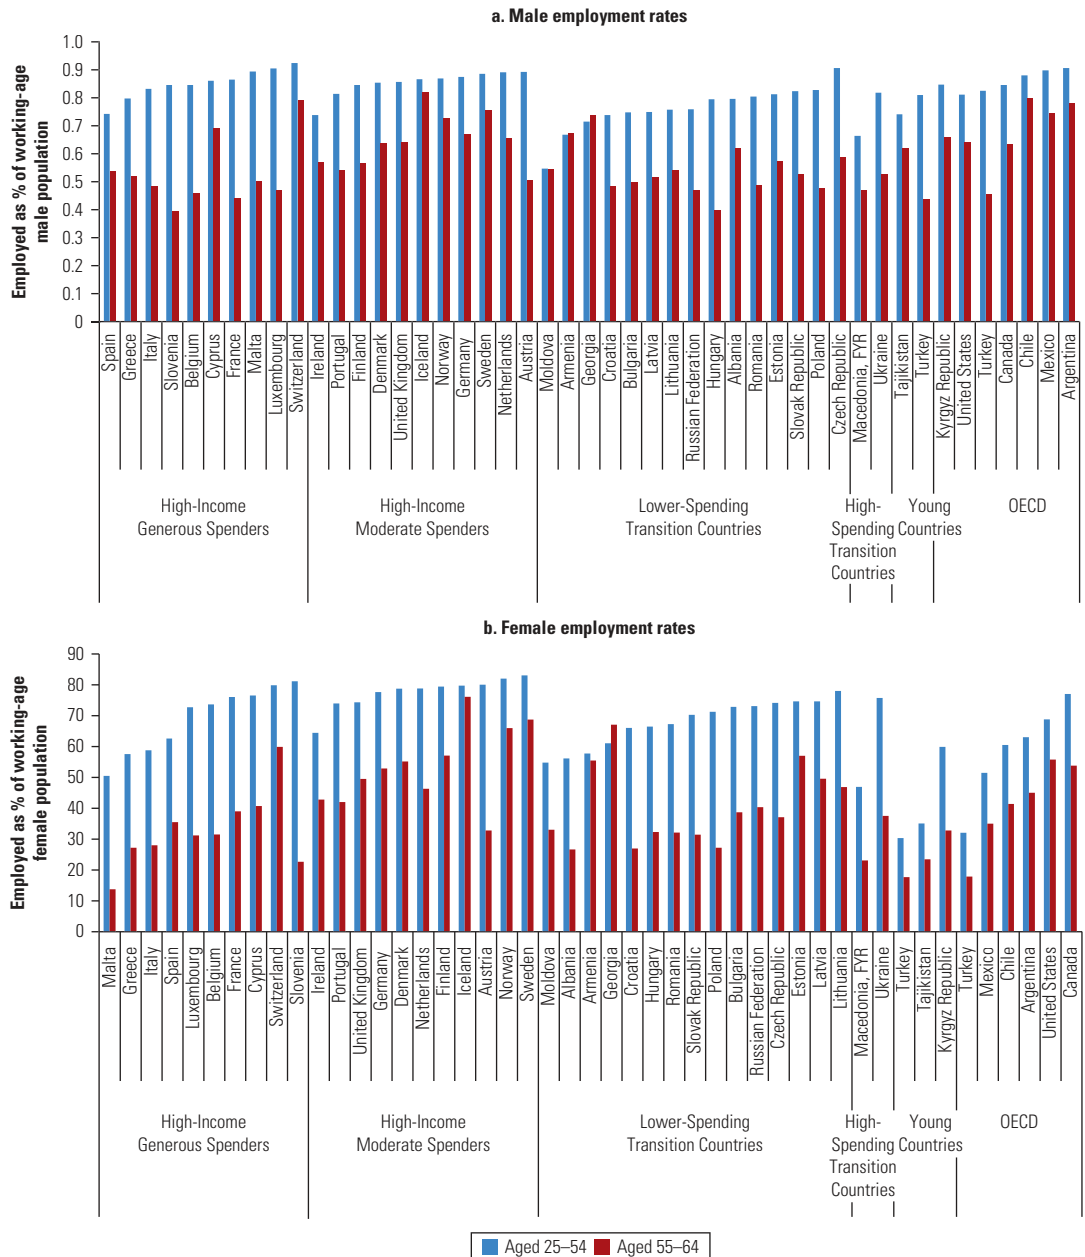 a. Male employment rates
Employed as % of working-age
male population
1.0
0.9
0.8
0.7
0.6
0.5
0.4
0.3
0.2
0.1
0
Spain
Greece
Italy
Slovenia
Belgium
Cyprus
France
Malta
Luxembourg
Switzerland
Ireland
Portugal
Finland
Denmark
United Kingdom
Iceland
Norway
Germany
Sweden
Netherlands
Austria
Moldova
Armenia
Georgia
Croatia
Bulgaria
Latvia
Lithuania
Russian Federation
Hungary
Albania
Romania
Estonia
Slovak Republic
Poland
Czech Republic
Macedonia, FYR
Ukraine
Tajikistan
Turkey
Kyrgyz Republic
United States
Turkey
Canada
Chile
Mexico
Argentina
High-Income
Generous Spenders
High-Income
Moderate Spenders
Lower-Spending
Transition Countries
High-
Spending
Transition
Countries
Young
Countries
OECD
b. Female employment rates
Employed as % of working-age
female population
90
80
70
60
50
40
30
20
10
0
Malta
Greece
Italy
Spain
Luxembourg
Belgium
France
Cyprus
Switzerland
Slovenia
Ireland
Portugal
United Kingdom
Germany
Denmark
Netherlands
Finland
Iceland
Austria
Norway
Sweden
Moldova
Albania
Armenia
Georgia
Croatia
Hungary
Romania
Slovak Republic
Poland
Bulgaria
Russian Federation
Czech Republic
Estonia
Latvia
Lithuania
Macedonia, FYR
Ukraine
Turkey
Tajikistan
Kyrgyz Republic
Turkey
Mexico
Chile
Argentina
United States
Canada
High-Income
Generous Spenders
High-Income
Moderate Spenders
Lower-Spending
Transition Countries
High-
Spending
Transition
Countries
Young
Countries
OECD
Aged 25–54 Aged 55–64